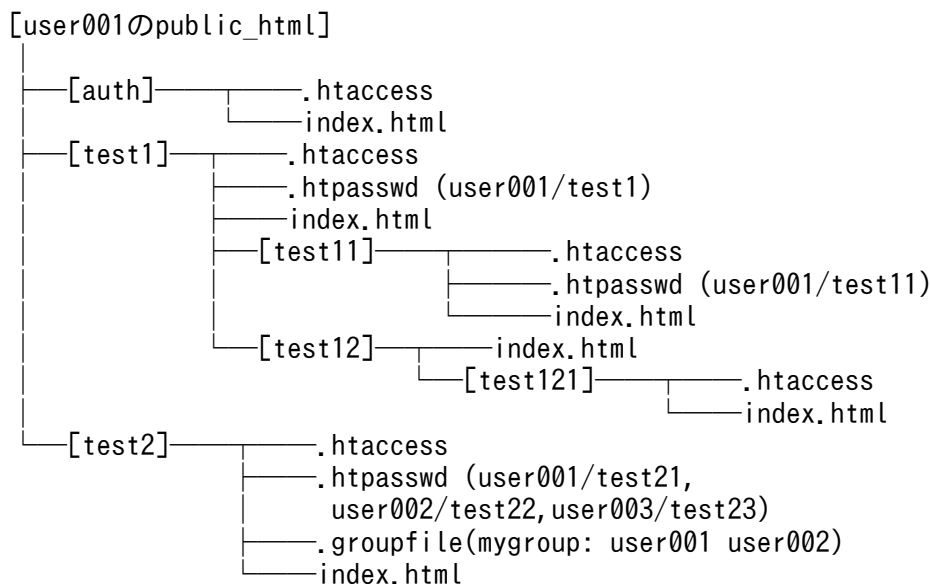 [user001のpublic_html]
[auth] .htaccess
index.html
[test1] .htaccess
.htpasswd (user001/test1)
index.html
[test11] .htaccess
.htpasswd (user001/test11)
index.html
[test12] index.html
[test121] .htaccess
index.html
[test2] .htaccess
.htpasswd (user001/test21,
user002/test22,user003/test23)
.groupfile(mygroup: user001 user002)
index.html